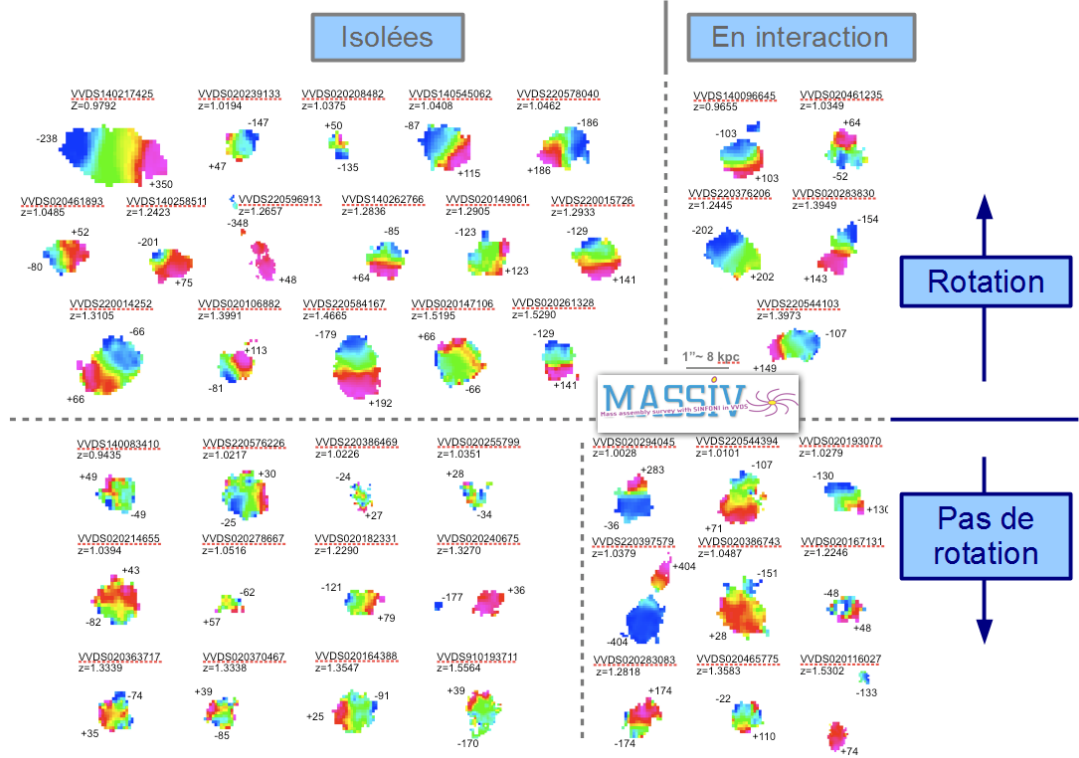 Isolées
En interaction
VVDS140217425
Z=0.9792
-238
+350
VVDS020239133
z=1.0194
-147
+47
VVDS020208482
z=1.0375
+50
-135
VVDS140545062
z=1.0408
-87
+115
VVDS220578040
z=1.0462
-186
+186
VVDS140096645
z=0.9655
-103
+103
VVDS020461235
z=1.0349
+64
-52
VVDS020461893
z=1.0485
+52
-80
VVDS140258511
z=1.2423
-201
+75
VVDS220596913
z=1.2657
-348
+48
VVDS140262766
z=1.2836
-85
+64
VVDS020149061
z=1.2905
-123
+123
VVDS220015726
z=1.2933
-129
+141
VVDS220376206
z=1.2445
-202
+202
VVDS020283830
z=1.3949
-154
+143
Rotation
VVDS220014252
z=1.3105
-66
+66
VVDS020106882
z=1.3991
+113
-81
VVDS220584167
z=1.4665
-179
+192
VVDS020147106
z=1.5195
+66
-66
VVDS020261328
z=1.5290
-129
+141
VVDS220544103
z=1.3973
-107
+149
1"~ 8 kpc
MASSIV
Mass assembly survey with SINFONI in VVDS
VVDS140083410
z=0.9435
+49
-49
VVDS220576226
z=1.0217
+30
-25
VVDS220386469
z=1.0226
-24
+27
VVDS020255799
z=1.0351
+28
-34
VVDS020294045
z=1.0028
+283
-36
VVDS220544394
z=1.0101
-107
+71
VVDS020193070
z=1.0279
-130
+130
Pas de
rotation
VVDS020214655
z=1.0394
+43
-82
VVDS020278667
z=1.0516
-62
+57
VVDS020182331
z=1.2290
-121
+79
VVDS020240675
z=1.3270
-177
+36
VVDS220397579
z=1.0379
+404
-404
VVDS020386743
z=1.0487
-151
+28
VVDS020167131
z=1.2246
-48
+48
VVDS020363717
z=1.3339
-74
+35
VVDS020370467
z=1.3338
+39
-85
VVDS020164388
z=1.3547
-91
+25
VVDS910193711
z=1.5564
+39
-170
VVDS020283083
z=1.2818
+174
-174
VVDS020465775
z=1.3583
-22
+110
VVDS020116027
z=1.5302
-133
+74